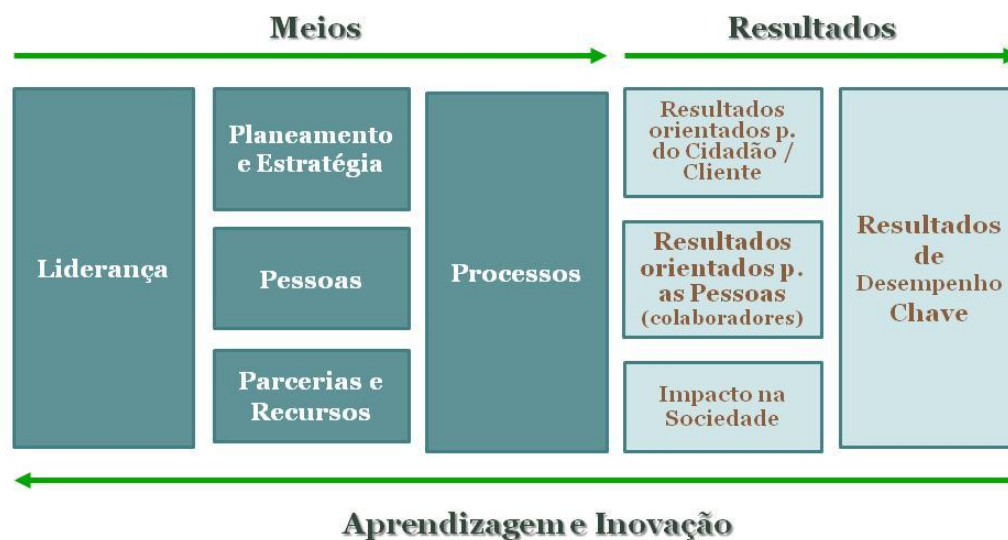 Meios
Resultados
Liderança
Planeamento
e Estratégia
Pessoas
Parcerias e
Recursos
Processos
Resultados
orientados p.
do Cidadão /
Cliente
Resultados
orientados p.
as Pessoas
(colaboradores)
Impacto na
Sociedade
Resultados
de
Desempenho
Chave
Aprendizagem e Inovação